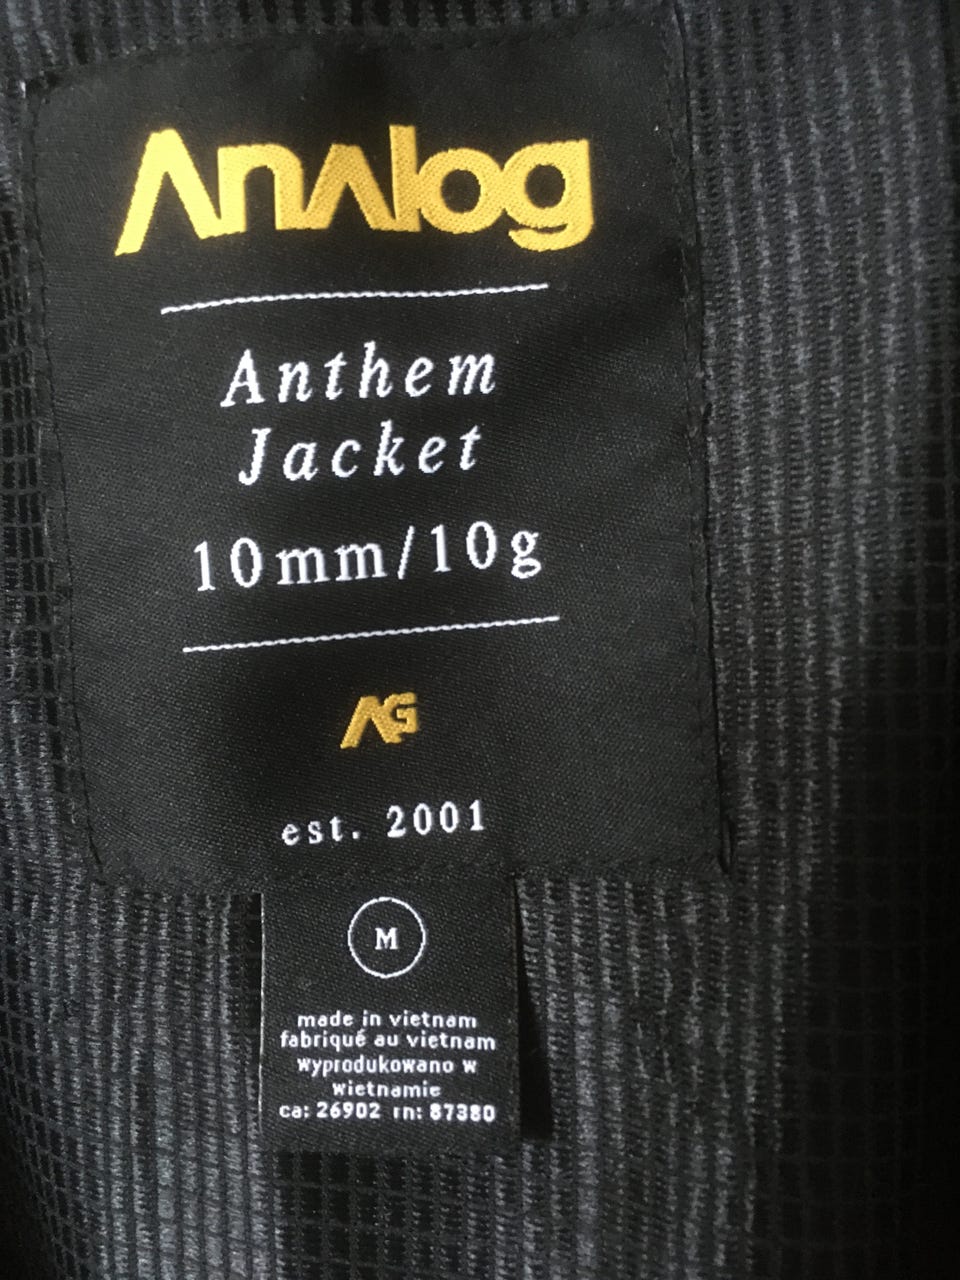 Analog
Anthem
Jacket
10mm/10g
AG
est. 2001
M
made in vietnam
fabriqué au vietnam
wyprodukowano w
wietnamie
ca: 26902 rn: 87380